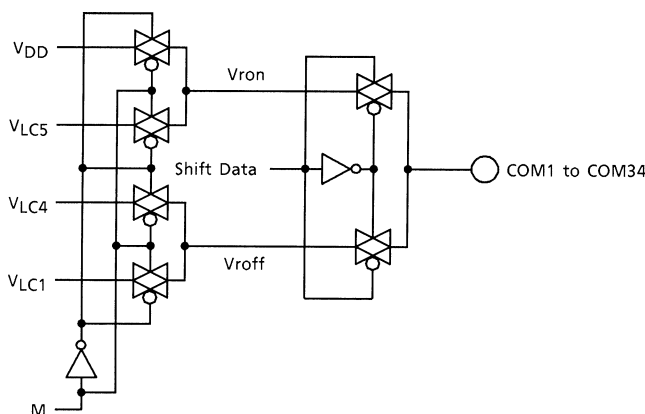 VDD
Vron
VLC5
Shift Data
COM1 to COM34
VLC4
Vroff
VLC1
M